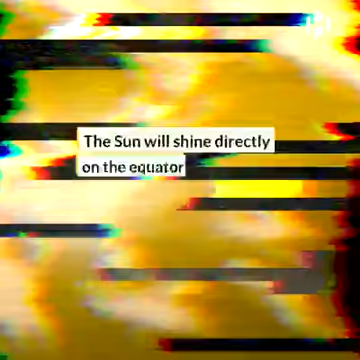 The Sun will shine directly
on the equator